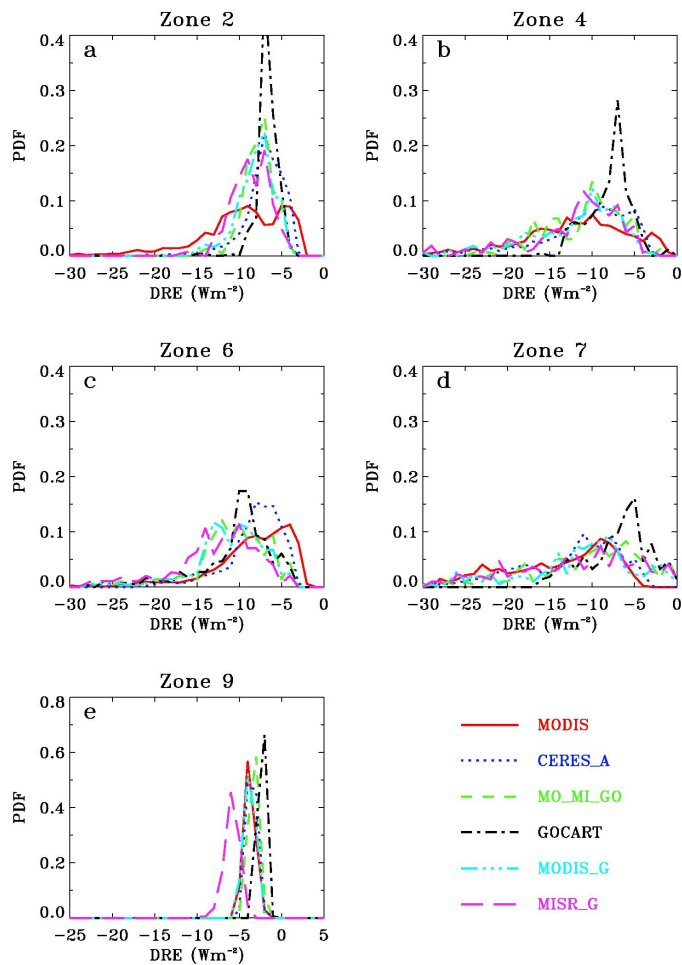 Zone 2
Zone 4
a
b
0.4
0.3
0.2
0.1
0.0
PDF
-30 -25 -20 -15 -10 -5 0
DRE (Wm⁻²)
0.4
0.3
0.2
0.1
0.0
PDF
-30 -25 -20 -15 -10 -5 0
DRE (Wm⁻²)
Zone 6
Zone 7
c
d
0.4
0.3
0.2
0.1
0.0
PDF
-30 -25 -20 -15 -10 -5 0
DRE (Wm⁻²)
0.4
0.3
0.2
0.1
0.0
PDF
-30 -25 -20 -15 -10 -5 0
DRE (Wm⁻²)
Zone 9
e
0.8
0.6
0.4
0.2
0.0
PDF
-25 -20 -15 -10 -5 0 5
DRE (Wm⁻²)
MODIS
CERES_A
MO_MI_GO
GOCART
MODIS_G
MISR_G